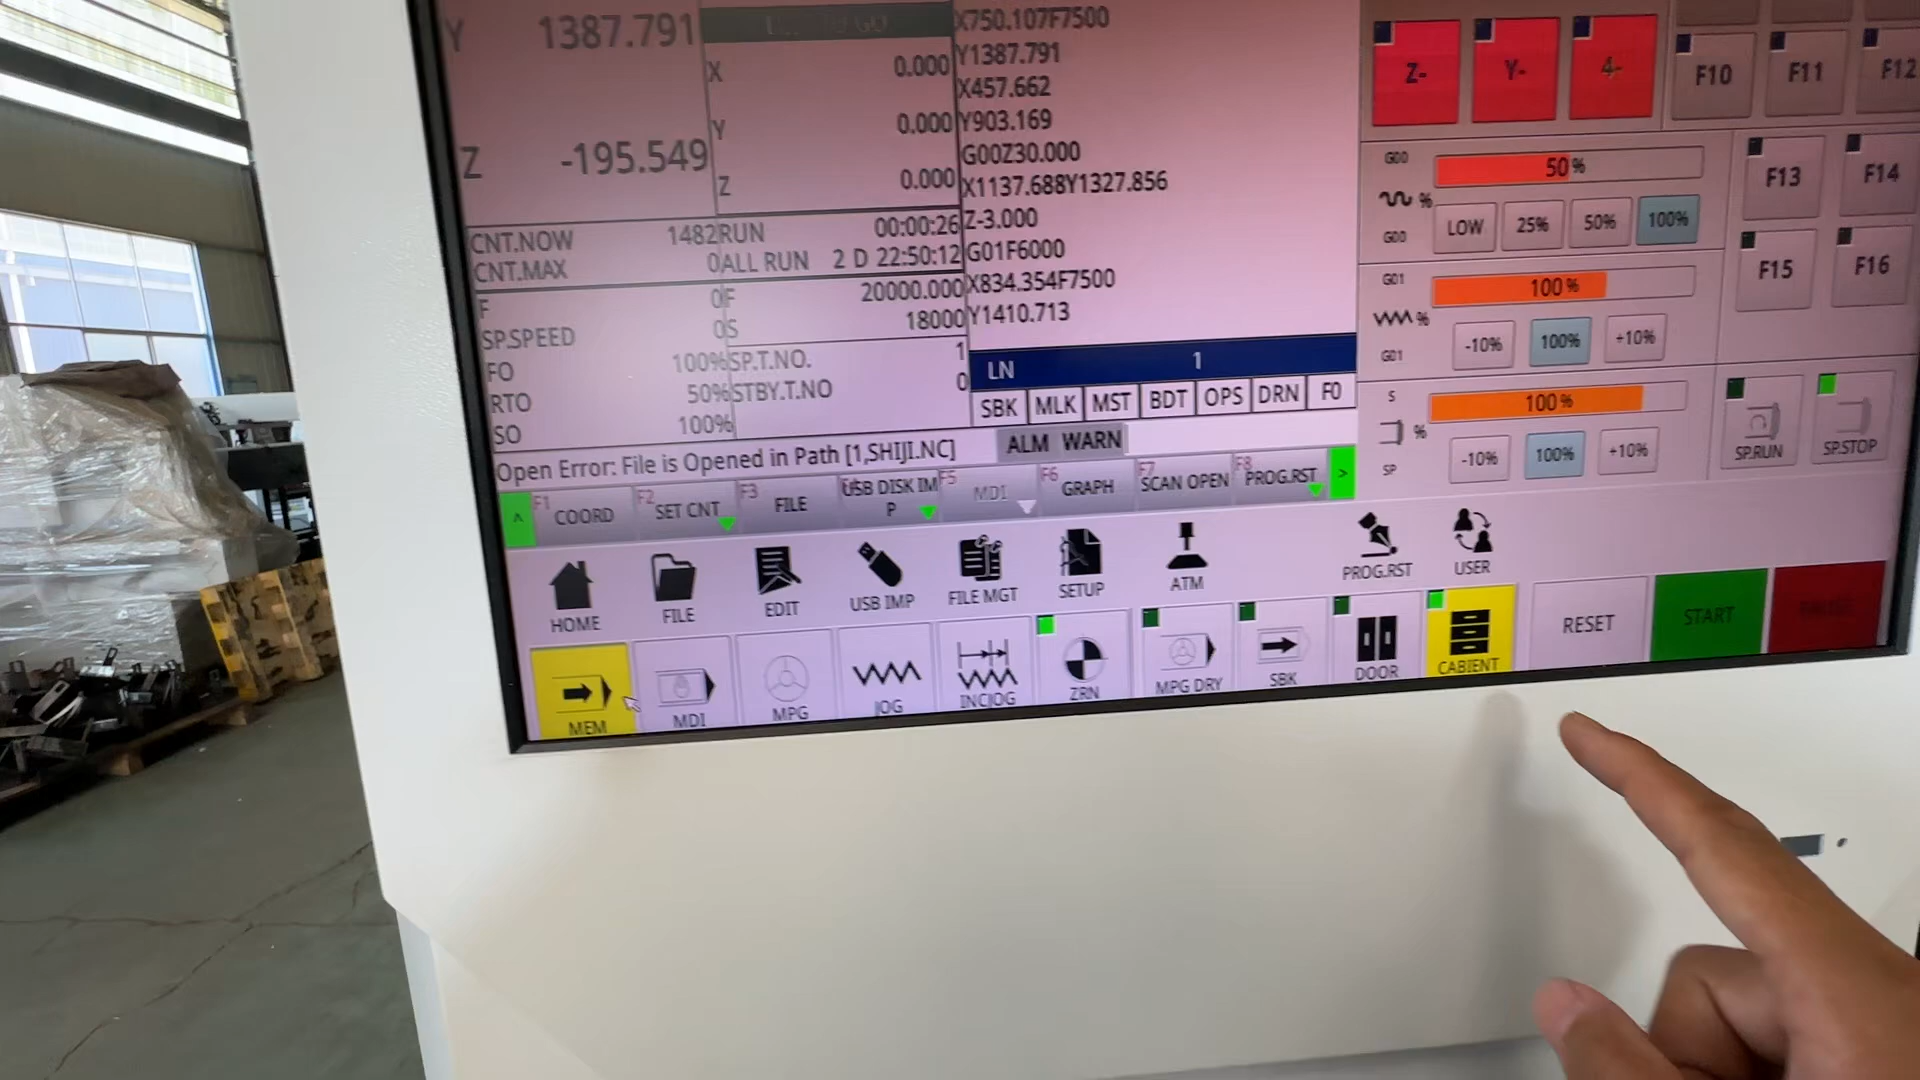 Y 1387.791
Z -195.549
X 0.000
Y 0.000
Z 0.000
CNT.NOW 1482
CNT.MAX 0
RUN 00:00:26
ALL RUN 2 D 22:50:12
F 0
SP.SPEED 0
FO 100%
RTO 50%
SO 100%
F 20000.000
S 18000
SP.T.NO. 1
STBY.T.NO 0
X750.107F7500
Y1387.791
X457.662
Y903.169
G00Z30.000
X1137.688Y1327.856
Z-3.000
G01F6000
X834.354F7500
Y1410.713
LN 1
SBK MLK MST BDT OPS DRN F0
Open Error: File is Opened in Path [1,SHIJI.NC]
ALM WARN
^ F1 COORD
F2 SET CNT
F3 FILE
USB DISK IM
P
F5 MDI
F6 GRAPH
F7 SCAN OPEN
F8 PROG.RST
>
HOME FILE EDIT USB IMP FILE MGT SETUP ATM PROG.RST USER
MEM MDI MPG JOG INCJOG ZRN MPG DRY SBK DOOR CABIENT RESET START PAUSE
Z- Y- 4- F10 F11 F12
G00 50%
%
G00 LOW 25% 50% 100%
F13 F14
G01 100%
%
G01 -10% 100% +10%
F15 F16
S 100%
%
SP -10% 100% +10%
SP.RUN SP.STOP